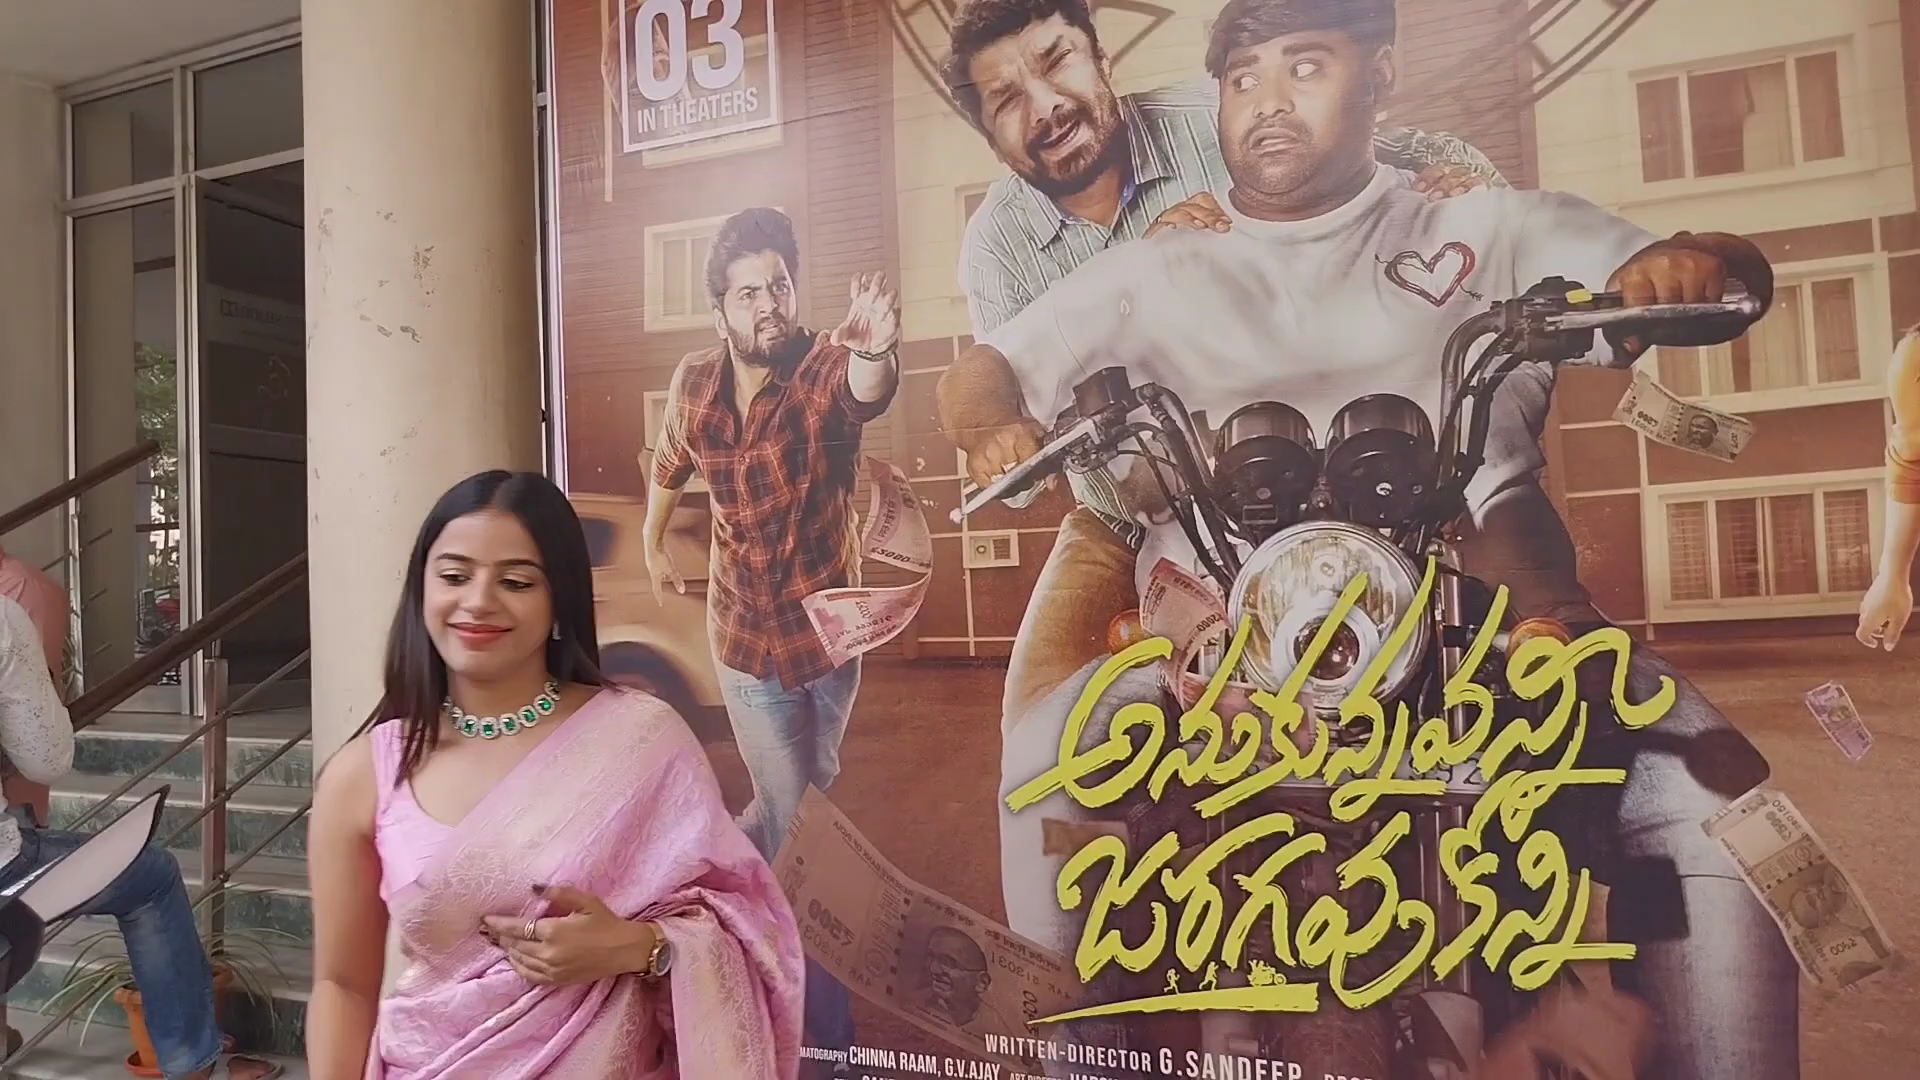 03
IN THEATERS
అనుకున్నవన్నీ
జరగవు కొన్ని
WRITTEN-DIRECTOR G.SANDEEP
CHINNA RAAM, G.V.AJAY